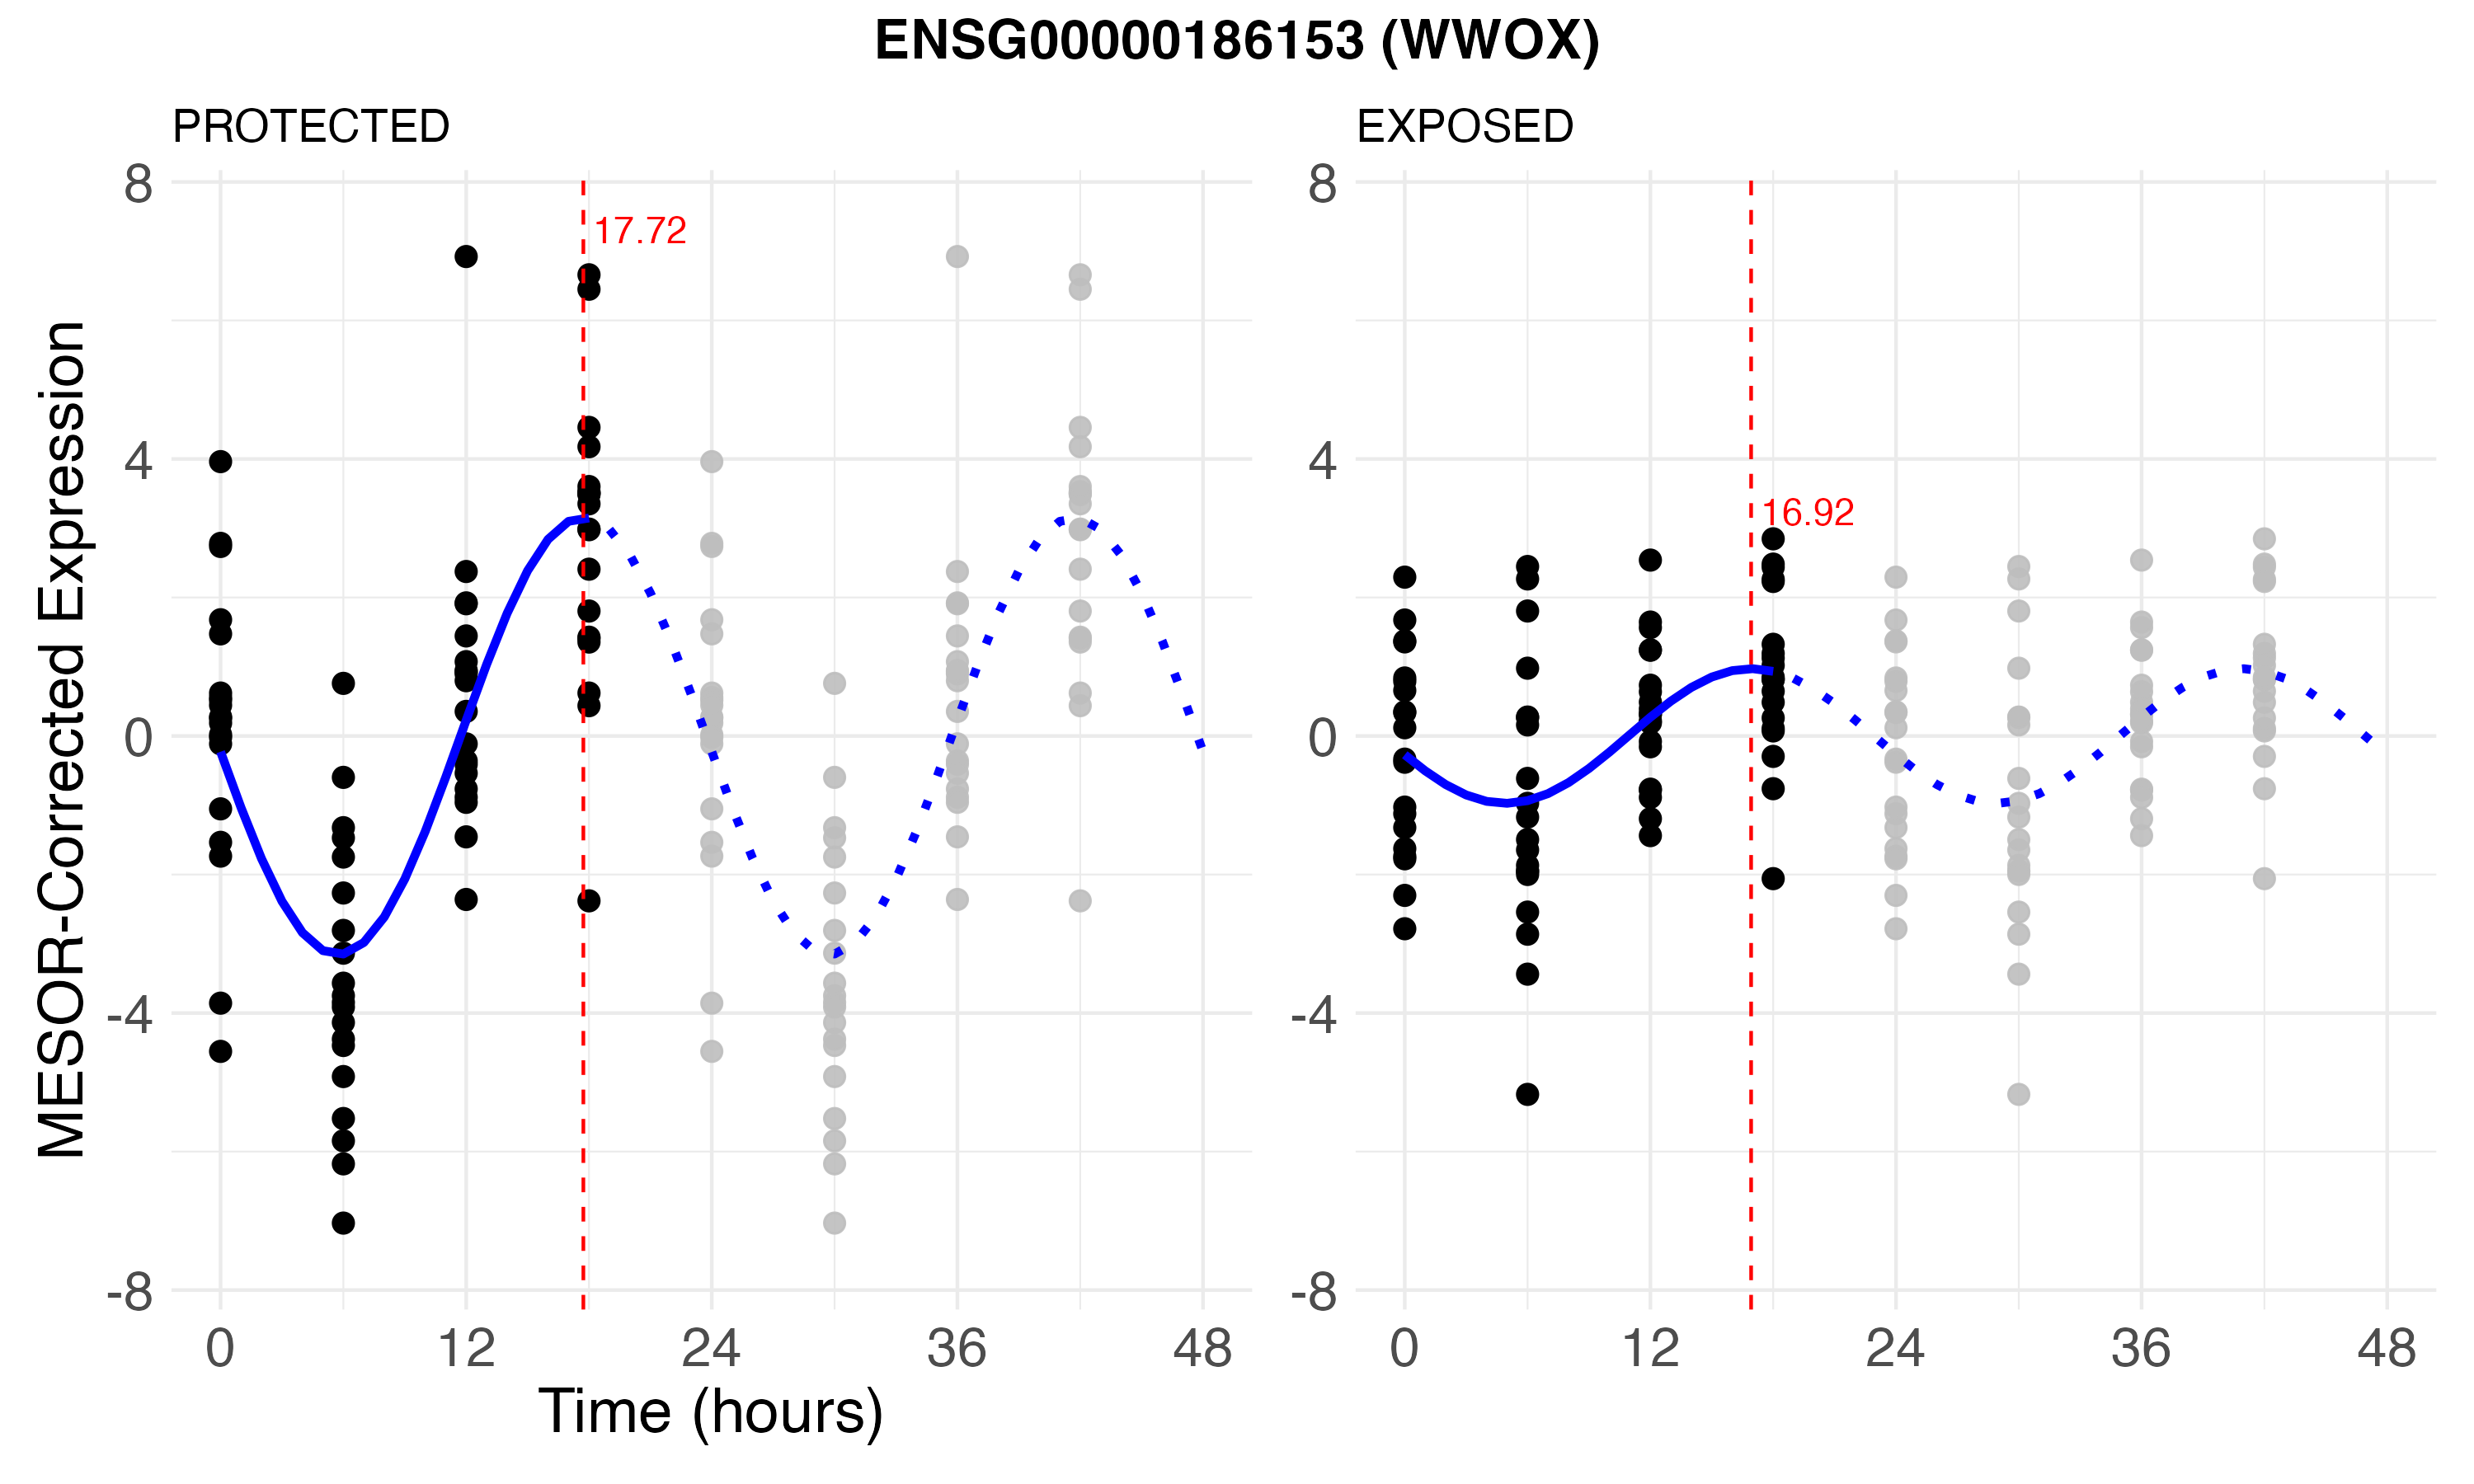 ENSG00000186153 (WWOX)
PROTECTED
EXPOSED
MESOR-Corrected Expression
8
4
0
-4
-8
17.72
0 12 24 36 48
Time (hours)
8
4
0
-4
-8
16.92
0 12 24 36 48